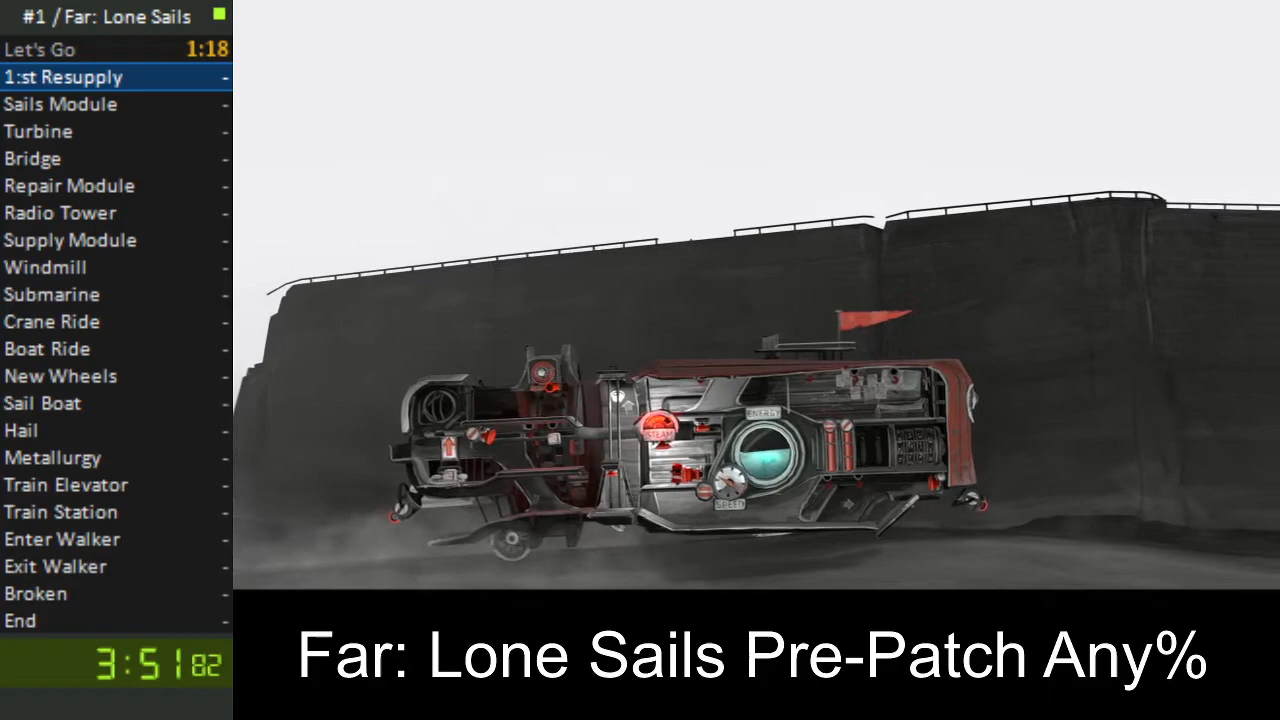 #1 / Far: Lone Sails
Let's Go 1:18
1:st Resupply -
Sails Module -
Turbine -
Bridge -
Repair Module -
Radio Tower -
Supply Module -
Windmill -
Submarine -
Crane Ride -
Boat Ride -
New Wheels -
Sail Boat -
Hail -
Metallurgy -
Train Elevator -
Train Station -
Enter Walker -
Exit Walker -
Broken -
End -
3:51 82
ENERGY
STEAM
SPEED
Far: Lone Sails Pre-Patch Any%